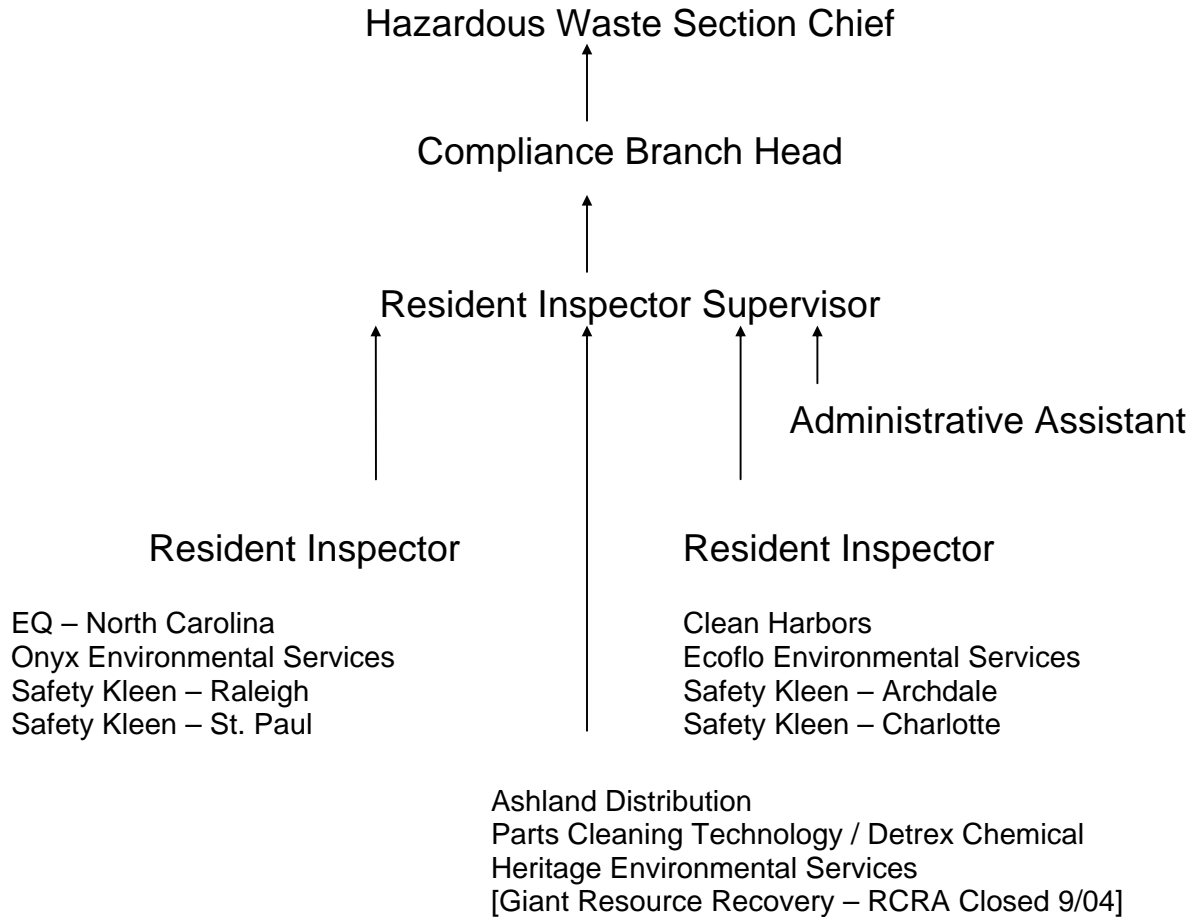 Hazardous Waste Section Chief
Compliance Branch Head
Resident Inspector Supervisor
Administrative Assistant
Resident Inspector
EQ – North Carolina
Onyx Environmental Services
Safety Kleen – Raleigh
Safety Kleen – St. Paul
Resident Inspector
Clean Harbors
Ecoflo Environmental Services
Safety Kleen – Archdale
Safety Kleen – Charlotte
Ashland Distribution
Parts Cleaning Technology / Detrex Chemical
Heritage Environmental Services
[Giant Resource Recovery – RCRA Closed 9/04]